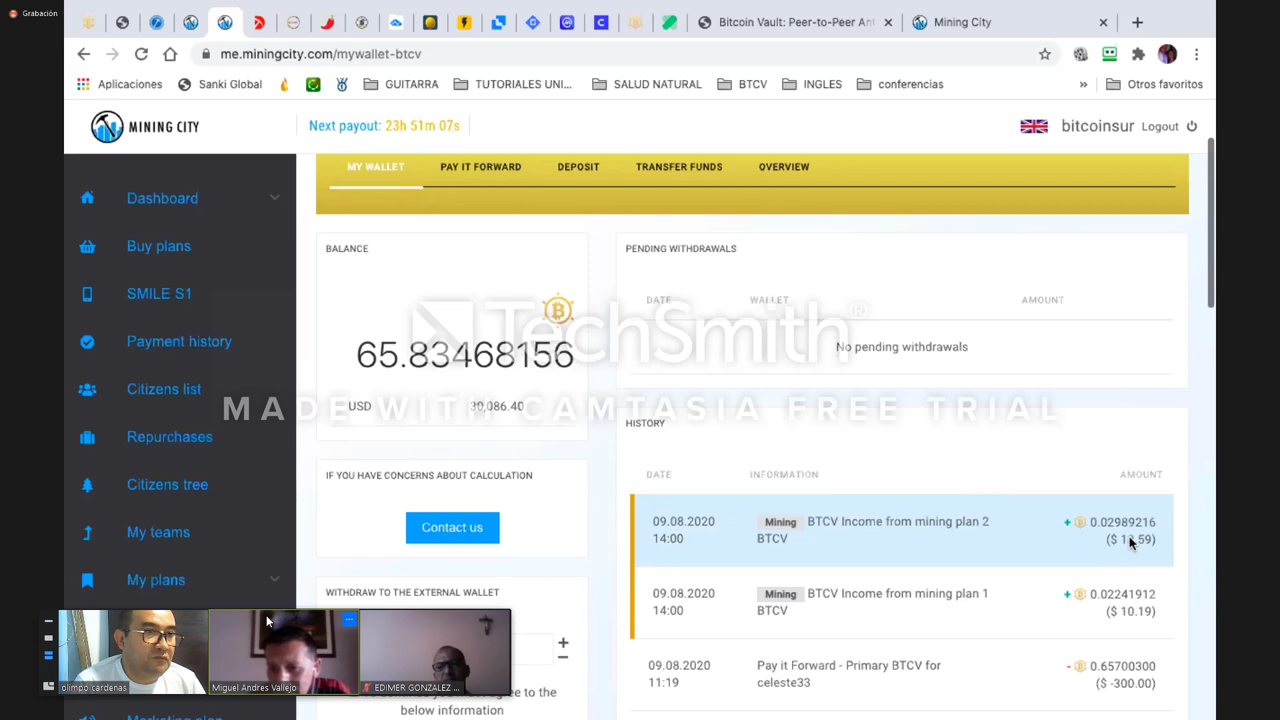 Grabación
Bitcoin Vault: Peer-to-Peer An
Mining City
me.miningcity.com/mywallet-btcv
Aplicaciones
Sanki Global
GUITARRA
TUTORIALES UNI...
SALUD NATURAL
BTCV
INGLES
conferencias
»
Otros favoritos
MINING CITY
Next payout: 23h 51m 07s
bitcoinsur
Logout
Dashboard
Buy plans
SMILE S1
Payment history
Citizens list
Repurchases
Citizens tree
My teams
My plans
MY WALLET
PAY IT FORWARD
DEPOSIT
TRANSFER FUNDS
OVERVIEW
BALANCE
65.83468156
USD
IF YOU HAVE CONCERNS ABOUT CALCULATION
Contact us
WITHDRAW TO THE EXTERNAL WALLET
+
−
agree to the
below information
PENDING WITHDRAWALS
DATE
WALLET
AMOUNT
No pending withdrawals
HISTORY
DATE
INFORMATION
AMOUNT
09.08.2020
14:00
Mining BTCV Income from mining plan 2
BTCV
+ 0.02989216
09.08.2020
14:00
Mining BTCV Income from mining plan 1
BTCV
+ 0.02241912
($ 10.19)
09.08.2020
11:19
Pay it Forward - Primary BTCV for
celeste33
- 0.65700300
($ -300.00)
TechSmith®
MADE WITH CAMTASIA FREE TRIAL
olimpo cardenas
Miguel Andres Vallejo
EDIMER GONZALEZ ...